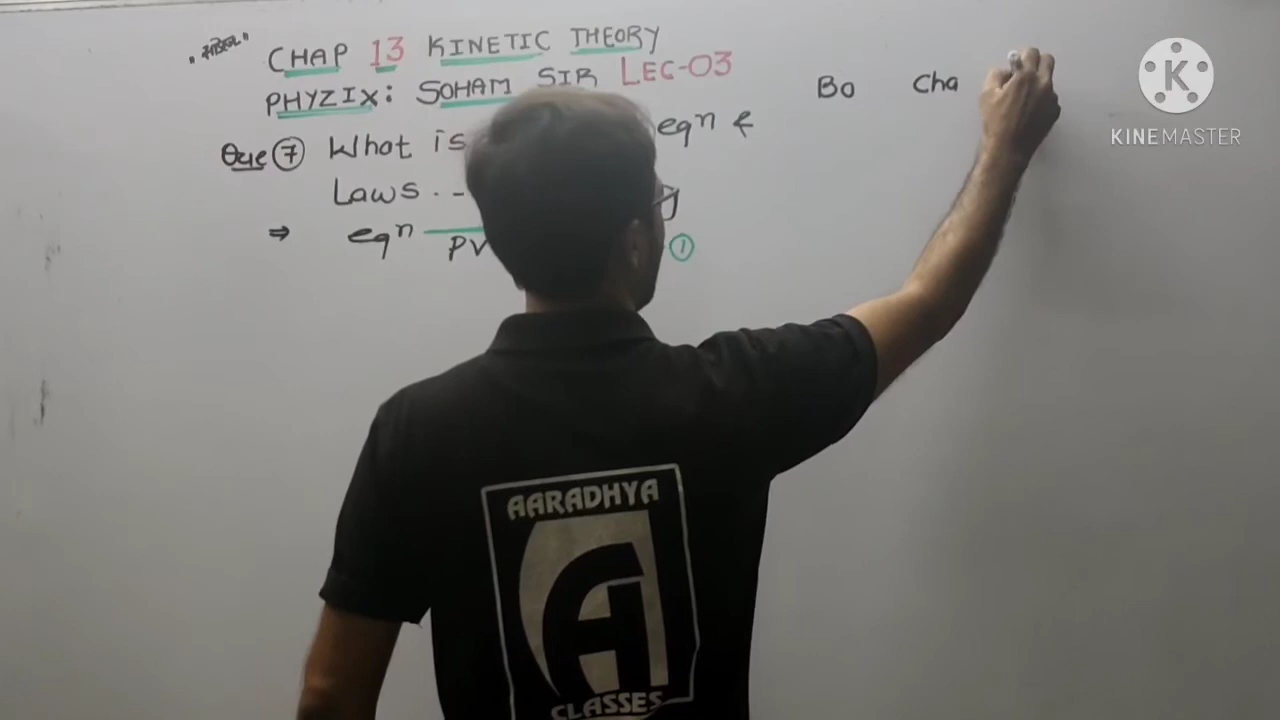 CHAP 13 KINETIC THEORY
PHYZIX: SOHAM SIR LEC-03
Bo Cha
Que 7 What is eqn &
Laws . - -
⇒ eqn PV 1
AARADHYA
A
CLASSES
K
KINEMASTER